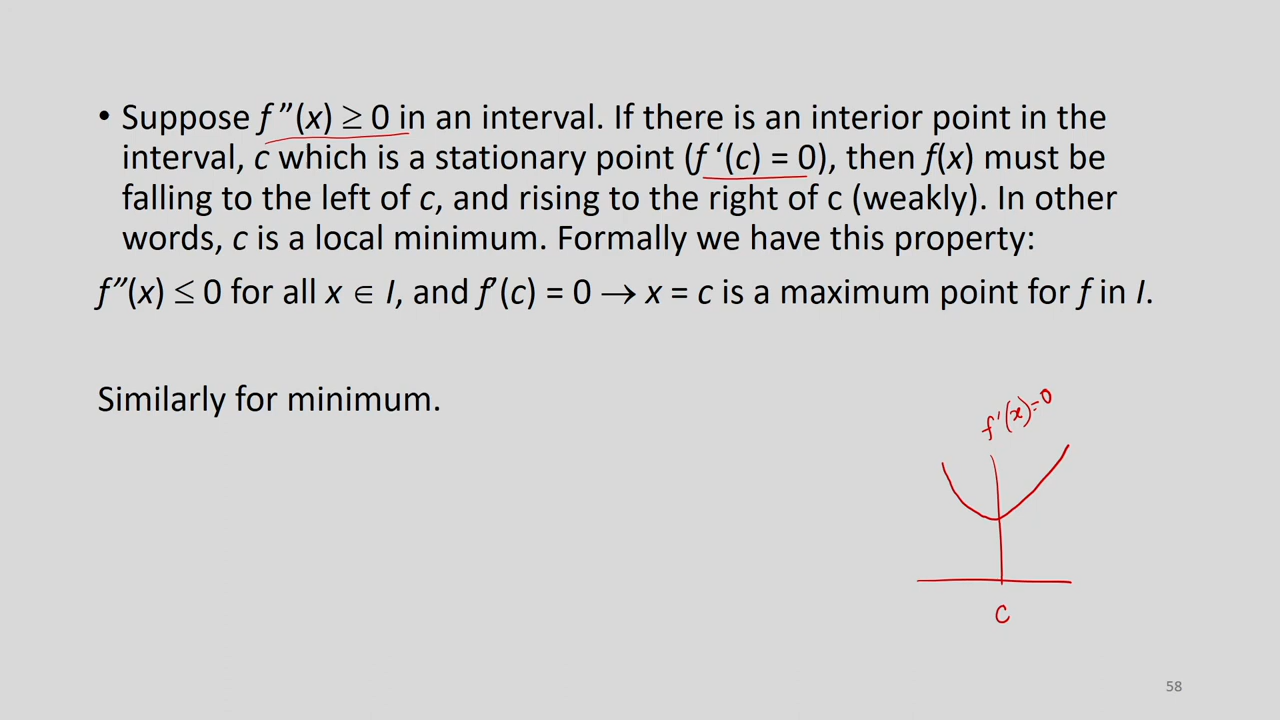 • Suppose f ”(x) ≥ 0 in an interval. If there is an interior point in the
interval, c which is a stationary point (f ‘(c) = 0), then f(x) must be
falling to the left of c, and rising to the right of c (weakly). In other
words, c is a local minimum. Formally we have this property:
f”(x) ≤ 0 for all x ∈ I, and f’(c) = 0 → x = c is a maximum point for f in I.
Similarly for minimum.
f'(x)=0
C
58